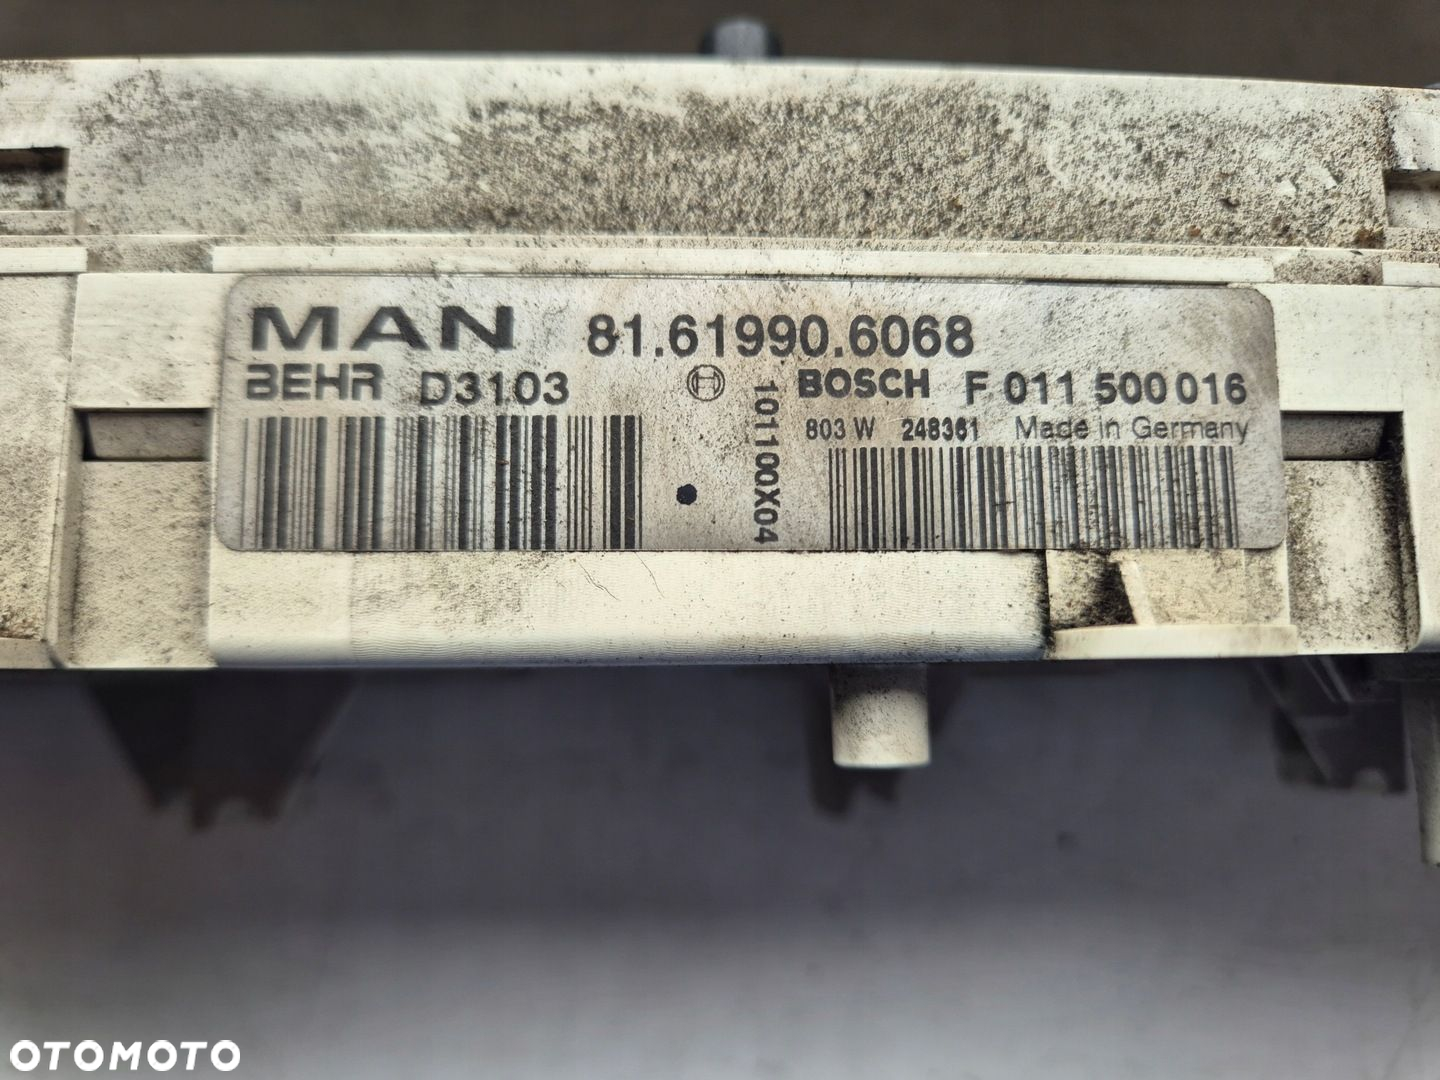 MAN 81.61990.6068
BEHR D3103 BOSCH F 011 500 016
803 W 248361 Made in Germany
101100X04
OTOMOTO